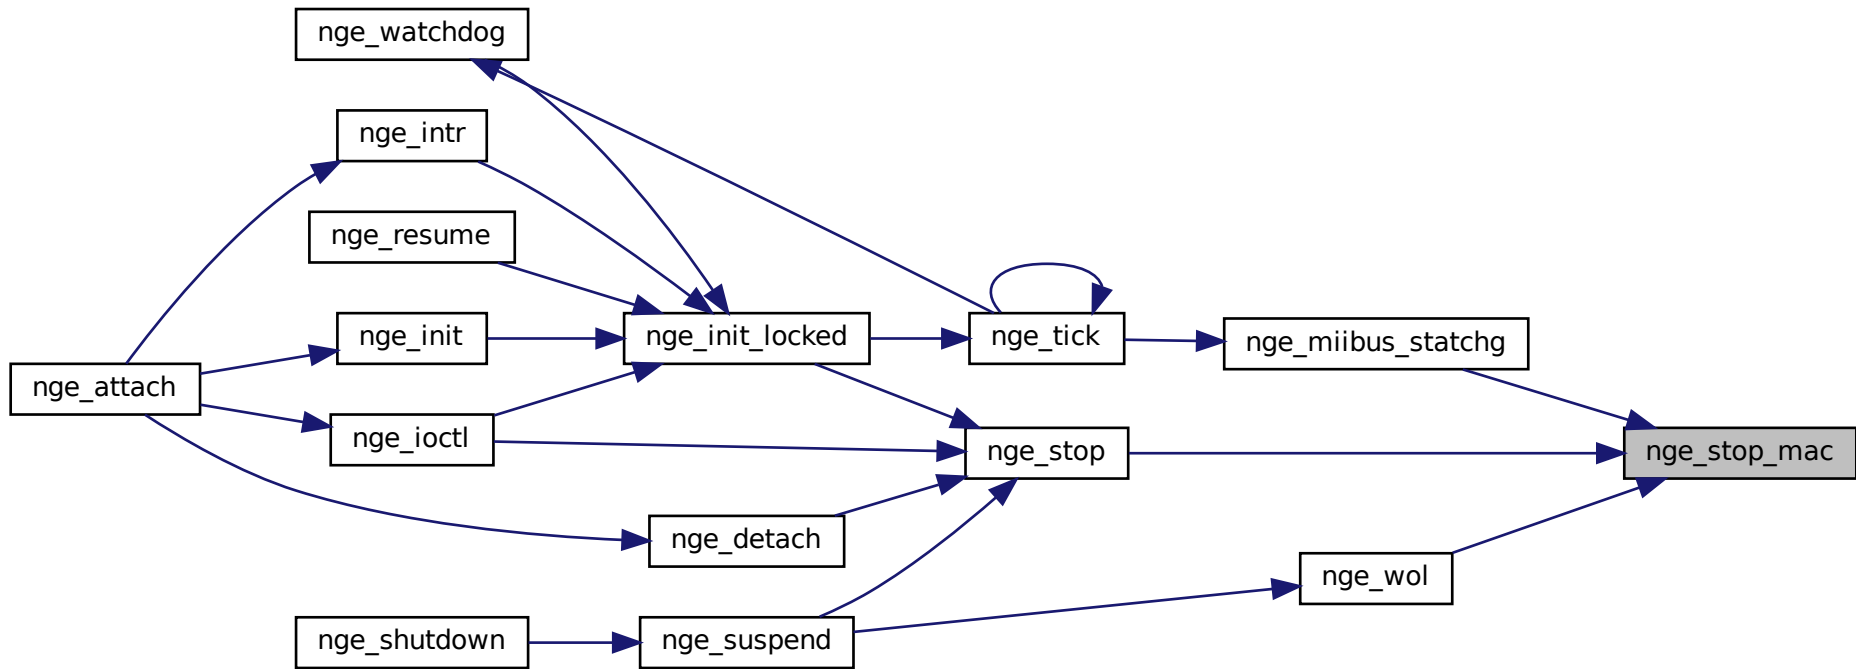 nge_watchdog
nge_intr
nge_resume
nge_init
nge_init_locked
nge_tick
nge_miibus_statchg
nge_attach
nge_ioctl
nge_stop
nge_stop_mac
nge_detach
nge_wol
nge_shutdown
nge_suspend